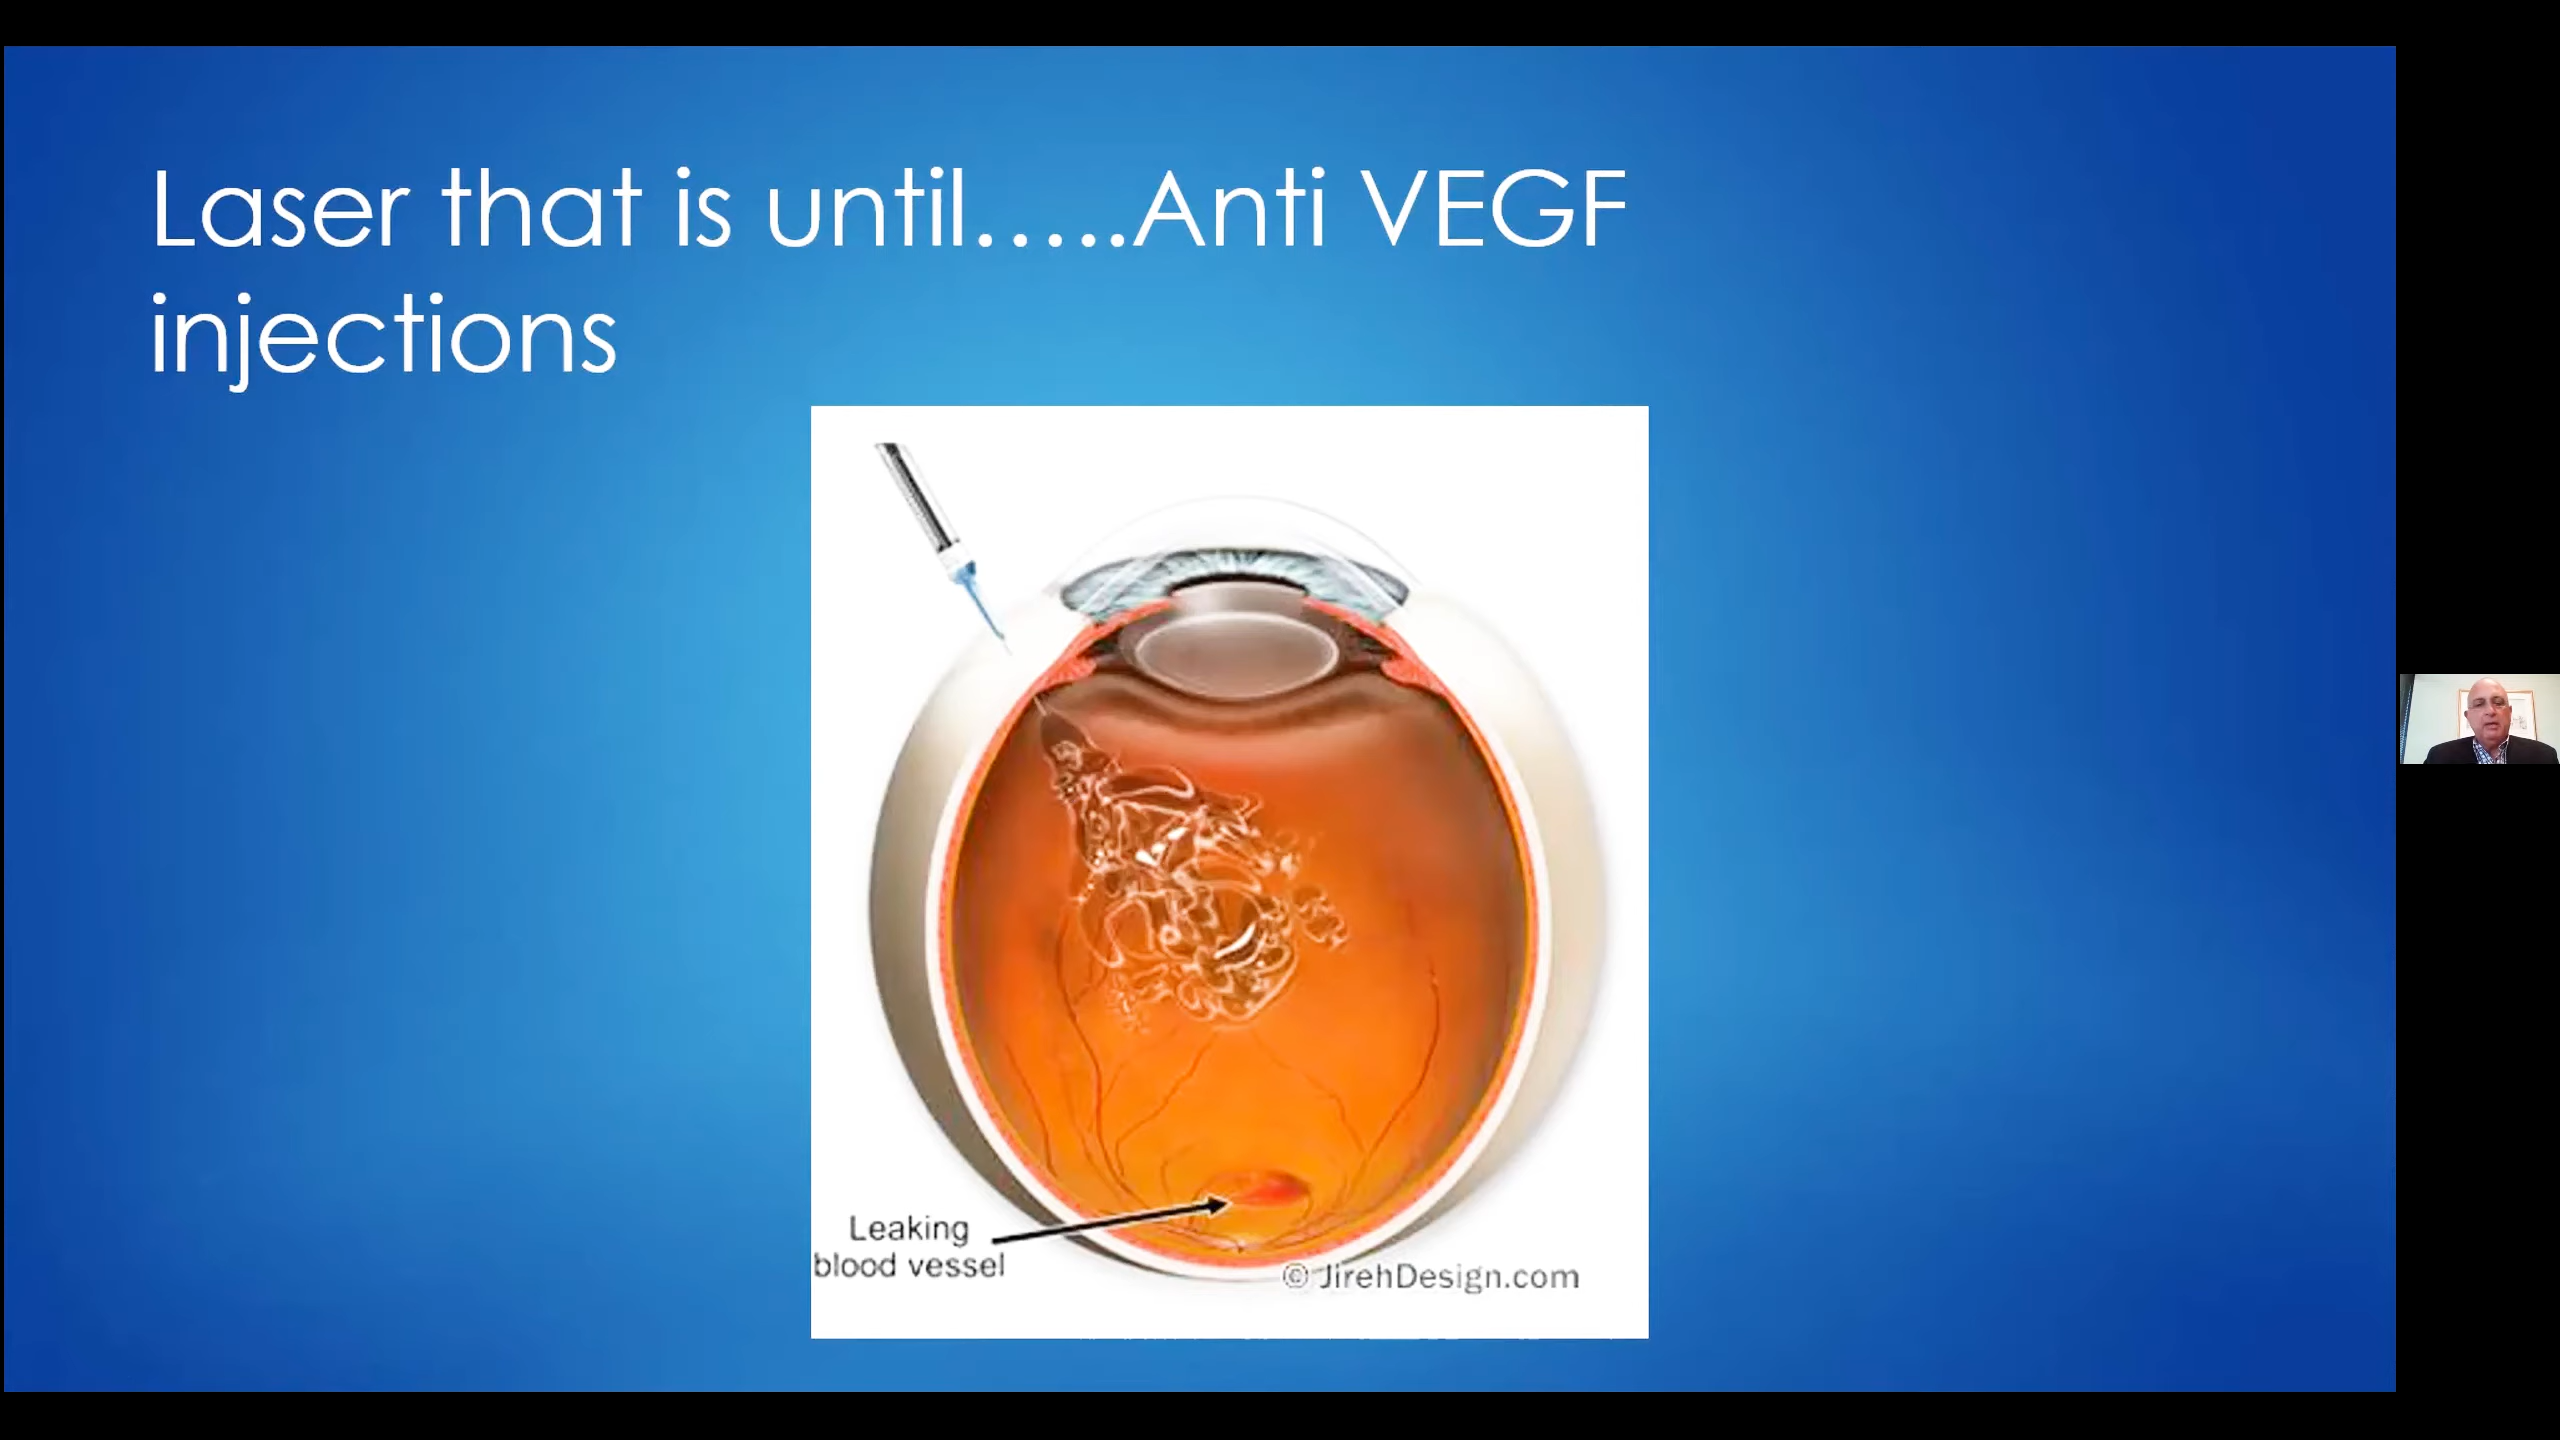 Laser that is until…..Anti VEGF
injections
Leaking
blood vessel
© JirehDesign.com